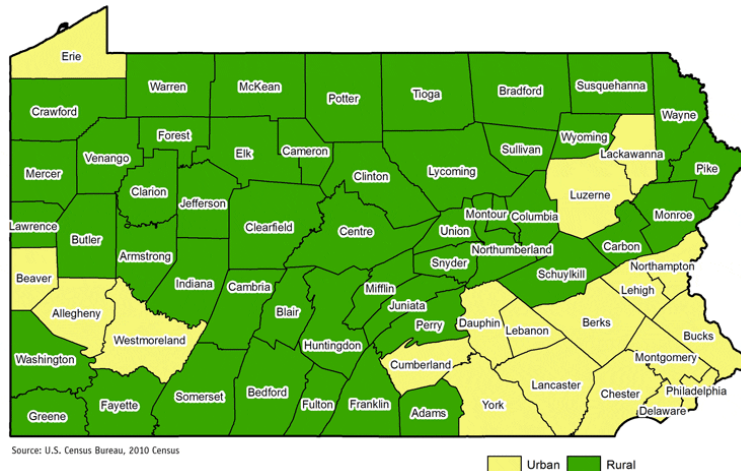 Erie
Warren
McKean
Potter
Tioga
Bradford
Susquehanna
Wayne
Crawford
Forest
Elk
Cameron
Sullivan
Wyoming
Lackawanna
Pike
Mercer
Venango
Clarion
Jefferson
Clinton
Lycoming
Luzerne
Monroe
Lawrence
Butler
Armstrong
Clearfield
Centre
Union
Montour
Columbia
Carbon
Northumberland
Snyder
Schuylkill
Northampton
Lehigh
Beaver
Allegheny
Westmoreland
Indiana
Cambria
Blair
Huntingdon
Mifflin
Juniata
Perry
Dauphin
Lebanon
Berks
Bucks
Montgomery
Philadelphia
Delaware
Washington
Greene
Fayette
Somerset
Bedford
Fulton
Franklin
Cumberland
Adams
York
Lancaster
Chester
Source: U.S. Census Bureau, 2010 Census
Urban
Rural